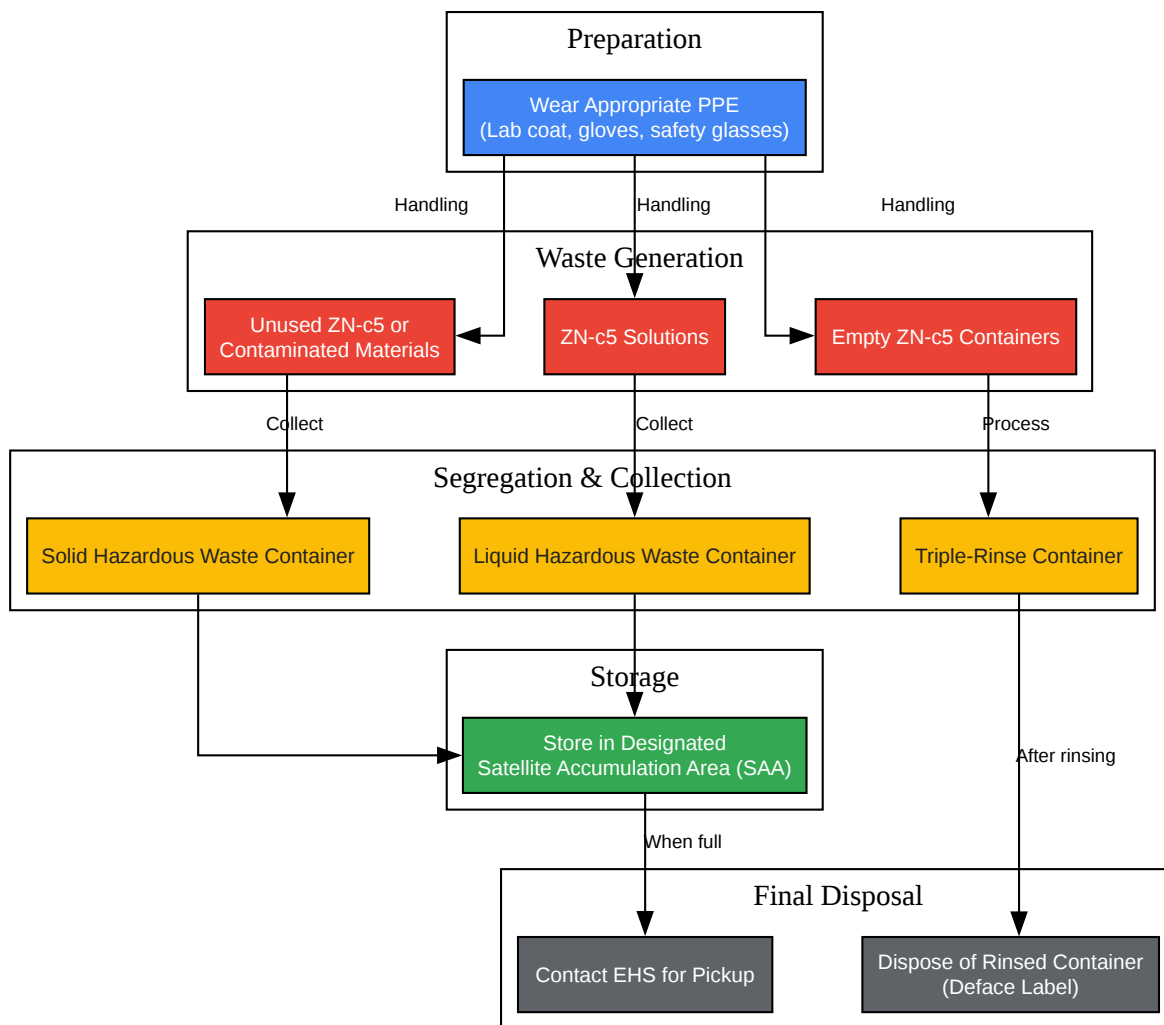 Preparation
Wear Appropriate PPE
(Lab coat, gloves, safety glasses)
Handling
Handling
Handling
Waste Generation
Unused ZN-c5 or
Contaminated Materials
ZN-c5 Solutions
Empty ZN-c5 Containers
Collect
Collect
Process
Segregation & Collection
Solid Hazardous Waste Container
Liquid Hazardous Waste Container
Triple-Rinse Container
Storage
Store in Designated
Satellite Accumulation Area (SAA)
After rinsing
When full
Final Disposal
Contact EHS for Pickup
Dispose of Rinsed Container
(Deface Label)